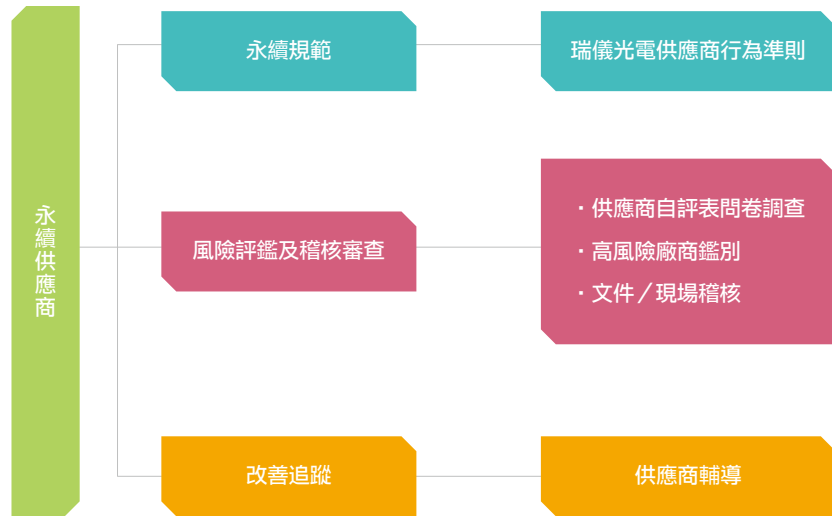 永續供應商
永續規範
瑞儀光電供應商行為準則
風險評鑑及稽核審查
・供應商自評表問卷調查
・高風險廠商鑑別
・文件／現場稽核
改善追蹤
供應商輔導